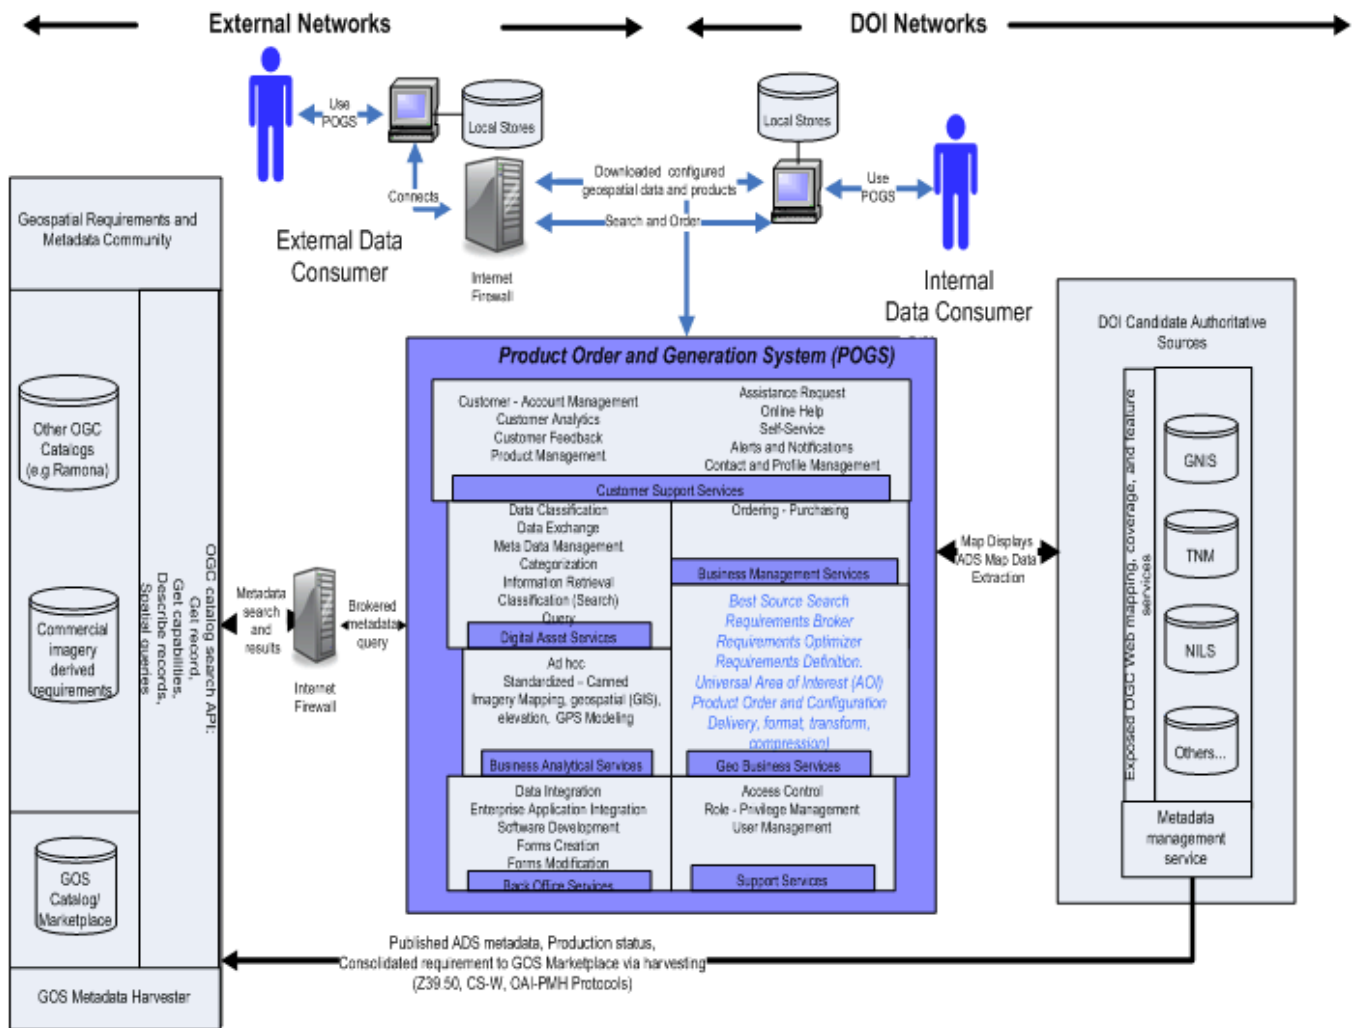 External Networks
DOI Networks
Use
POGS
Local Stores
Local Stores
Connects
Downloaded configured
geospatial data and products
Search and Order
Use
POGS
External Data
Consumer
Internet
Firewall
Internal
Data Consumer
Geospatial Requirements and
Metadata Community
Other OGC
Catalogs
(e.g Ramona)
Commercial
imagery
derived
requirements
GOS
Catalog/
Marketplace
GOS Metadata Harvester
OGC catalog search API:
Get record,
Get capabilities,
Describe records,
Spatial queries
Metadata
search
and
results
Internet
Firewall
Brokered
metadata
query
Product Order and Generation System (POGS)
Customer - Account Management
Customer Analytics
Customer Feedback
Product Management
Assistance Request
Online Help
Self-Service
Alerts and Notifications
Contact and Profile Management
Customer Support Services
Data Classification
Data Exchange
Meta Data Management
Categorization
Information Retrieval
Classification (Search)
Query
Digital Asset Services
Ordering - Purchasing
Business Management Services
Ad hoc
Standardized – Canned
Imagery Mapping, geospatial (GIS),
elevation, GPS Modeling
Business Analytical Services
Best Source Search
Requirements Broker
Requirements Optimizer
Requirements Definition.
Universal Area of Interest (AOI)
Product Order and Configuration
Delivery, format, transform,
compression)
Geo Business Services
Data Integration
Enterprise Application Integration
Software Development
Forms Creation
Forms Modification
Back Office Services
Access Control
Role - Privilege Management
User Management
Support Services
Map Displays
ADS Map Data
Extraction
DOI Candidate Authoritative
Sources
Exposed OGC Web mapping, coverage, and feature
services
GNIS
TNM
NILS
Others...
Metadata
management
service
Published ADS metadata, Production status,
Consolidated requirement to GOS Marketplace via harvesting
(Z39.50, CS-W, OAI-PMH Protocols)